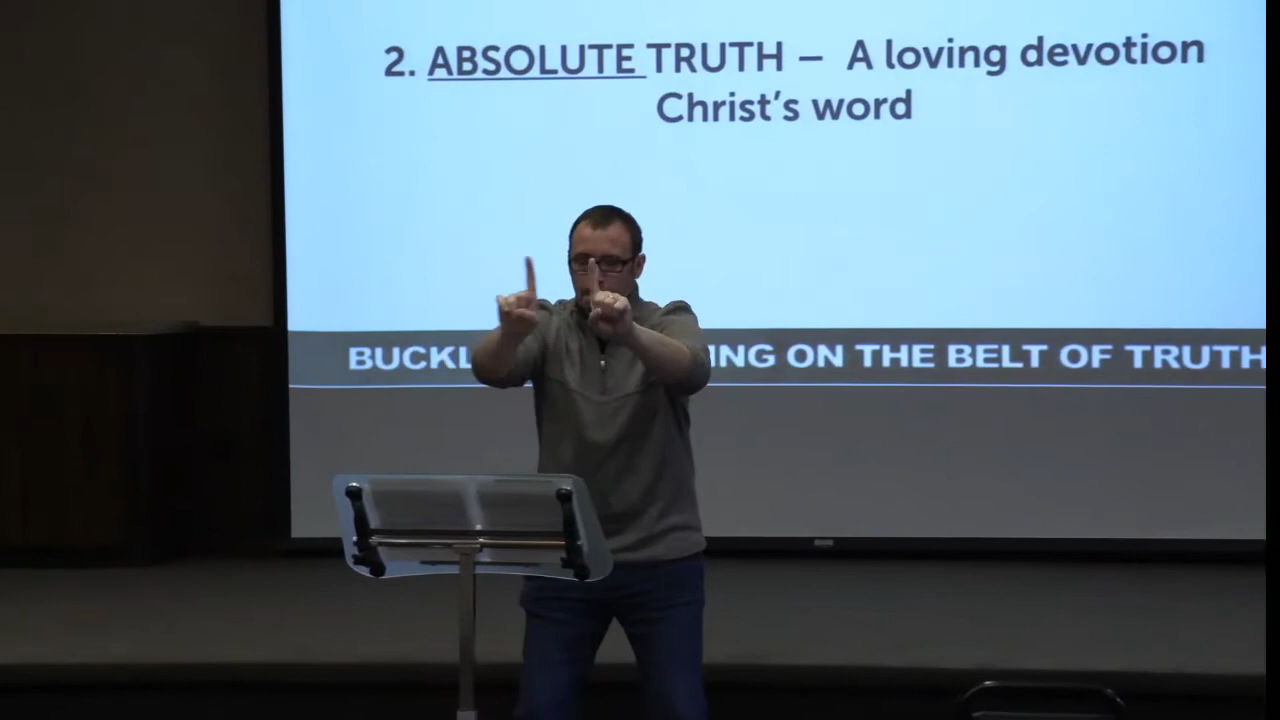 2. ABSOLUTE TRUTH – A loving devotion
Christ's word
BUCKL ING ON THE BELT OF TRUTH